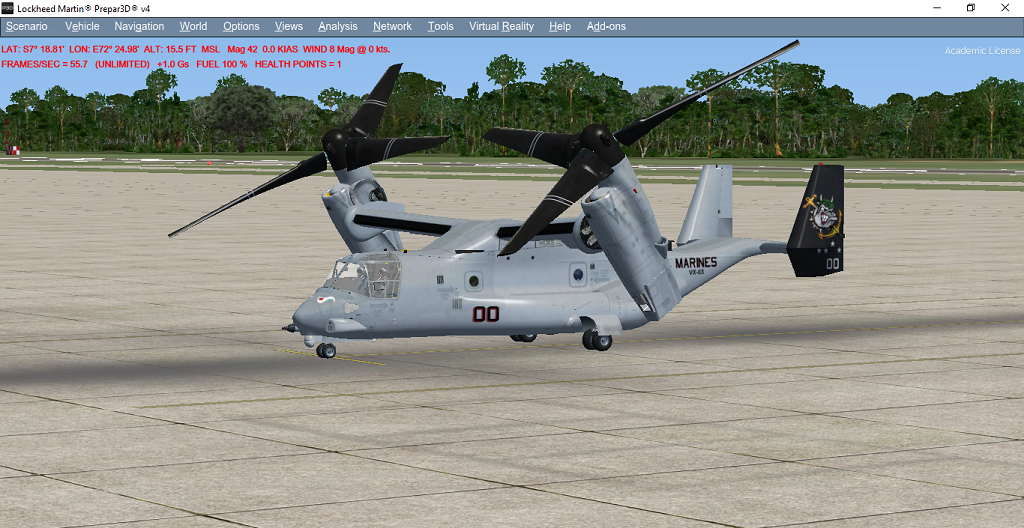 P3D Lockheed Martin® Prepar3D® v4
Scenario Vehicle Navigation World Options Views Analysis Network Tools Virtual Reality Help Add-ons
LAT: S7° 18.81' LON: E72° 24.98' ALT: 15.5 FT MSL Mag 42 0.0 KIAS WIND 8 Mag @ 0 kts.
Academic License
FRAMES/SEC = 55.7 (UNLIMITED) +1.0 Gs FUEL 100 % HEALTH POINTS = 1
MARINES
VX-03
00
00